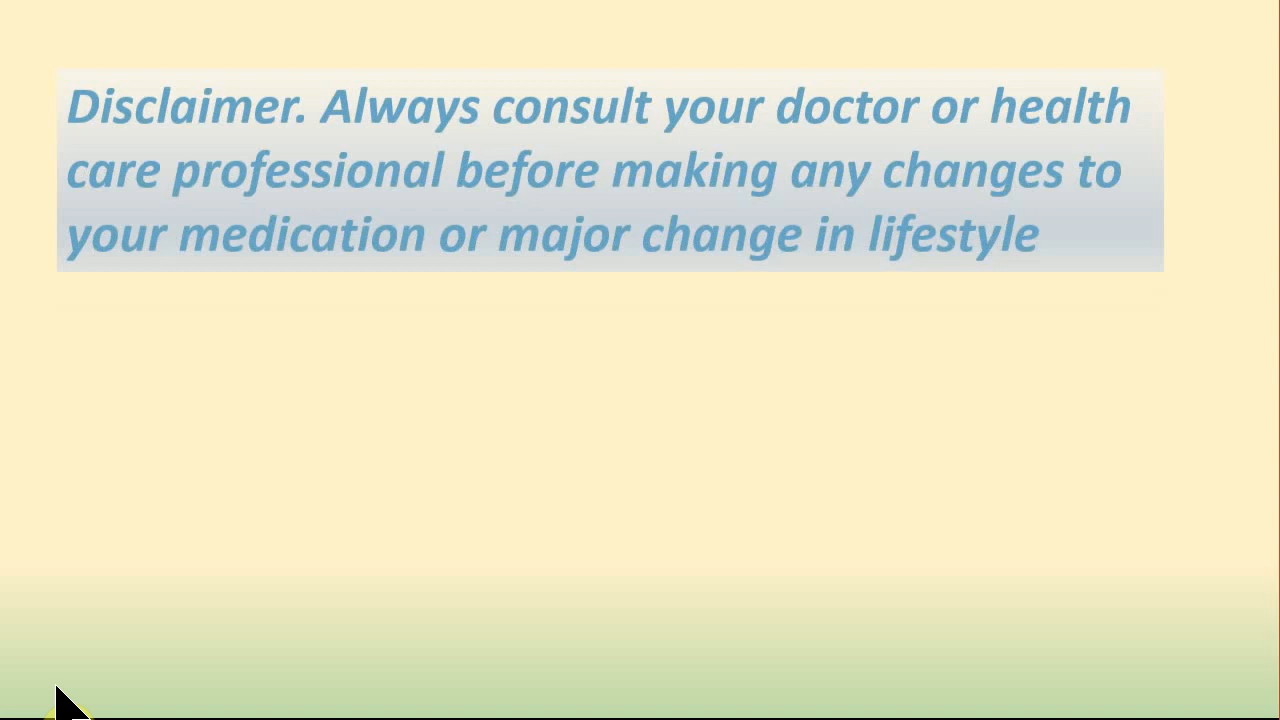 Disclaimer. Always consult your doctor or health
care professional before making any changes to
your medication or major change in lifestyle